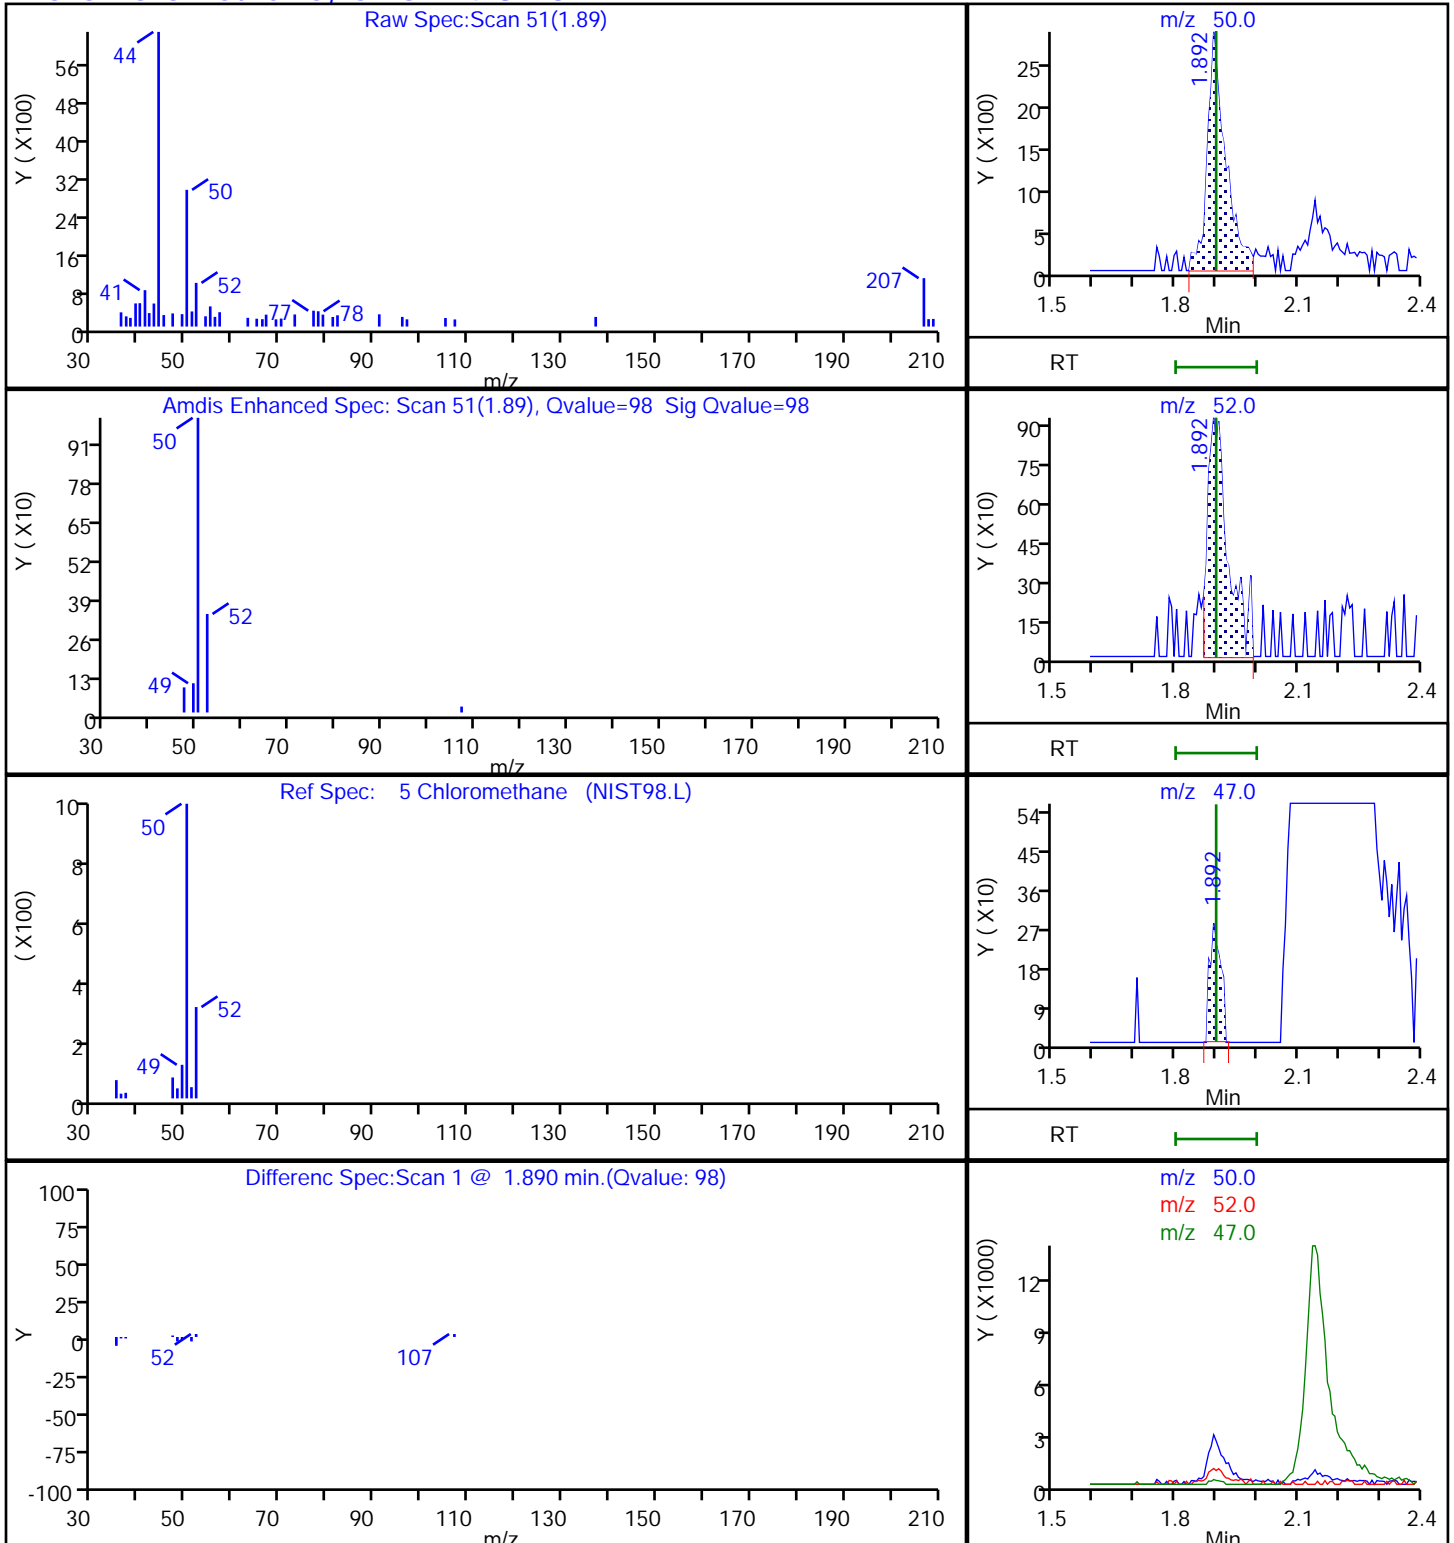 Raw Spec:Scan 51(1.89)
Y ( X100)
56
48
40
32
24
16
8
0
44
50
52
41
77
78
207
30 50 70 90 110 130 150 170 190 210
m/z
m/z 50.0
Y ( X100)
25
20
15
10
5
0
1.892
1.5 1.8 2.1 2.4
Min
RT
Amdis Enhanced Spec: Scan 51(1.89), Qvalue=98 Sig Qvalue=98
Y ( X10)
91
78
65
52
39
26
13
0
50
52
49
30 50 70 90 110 130 150 170 190 210
m/z
m/z 52.0
Y ( X10)
90
75
60
45
30
15
0
1.892
1.5 1.8 2.1 2.4
Min
RT
Ref Spec: 5 Chloromethane (NIST98.L)
( X100)
10
8
6
4
2
0
50
52
49
30 50 70 90 110 130 150 170 190 210
m/z 47.0
Y ( X10)
54
45
36
27
18
9
0
1.892
1.5 1.8 2.1 2.4
Min
RT
Differenc Spec:Scan 1 @ 1.890 min.(Qvalue: 98)
Y
100
75
50
25
0
-25
-50
-75
-100
52
107
30 50 70 90 110 130 150 170 190 210
m/z
m/z 50.0
m/z 52.0
m/z 47.0
Y ( X1000)
12
9
6
3
0
1.5 1.8 2.1 2.4
Min